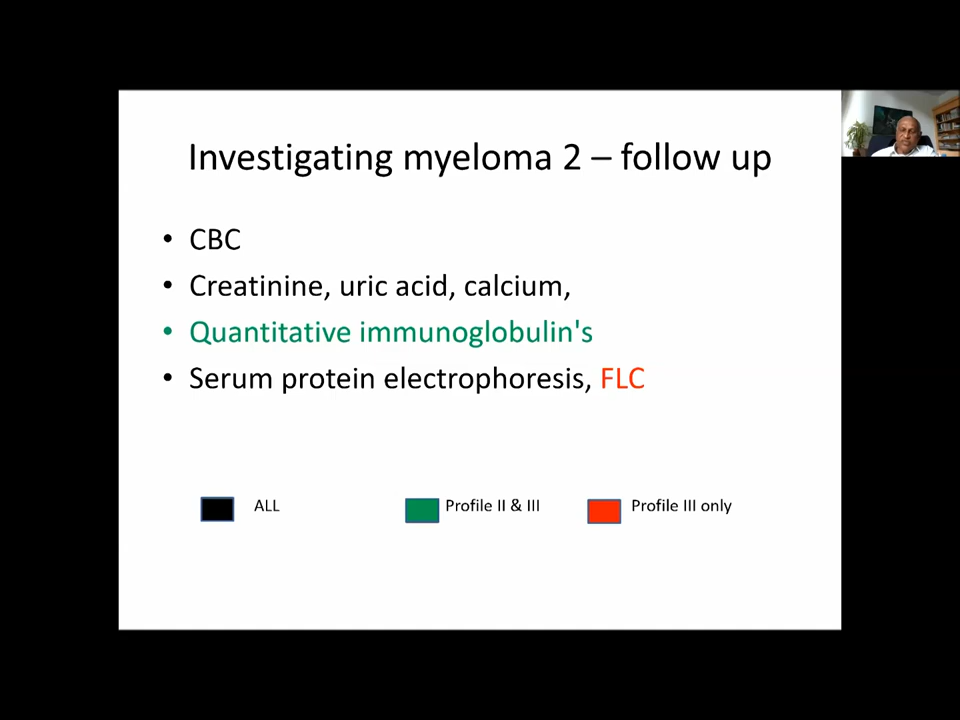 Investigating myeloma 2 – follow up
• CBC
• Creatinine, uric acid, calcium,
• Quantitative immunoglobulin's
• Serum protein electrophoresis, FLC
ALL
Profile II & III
Profile III only